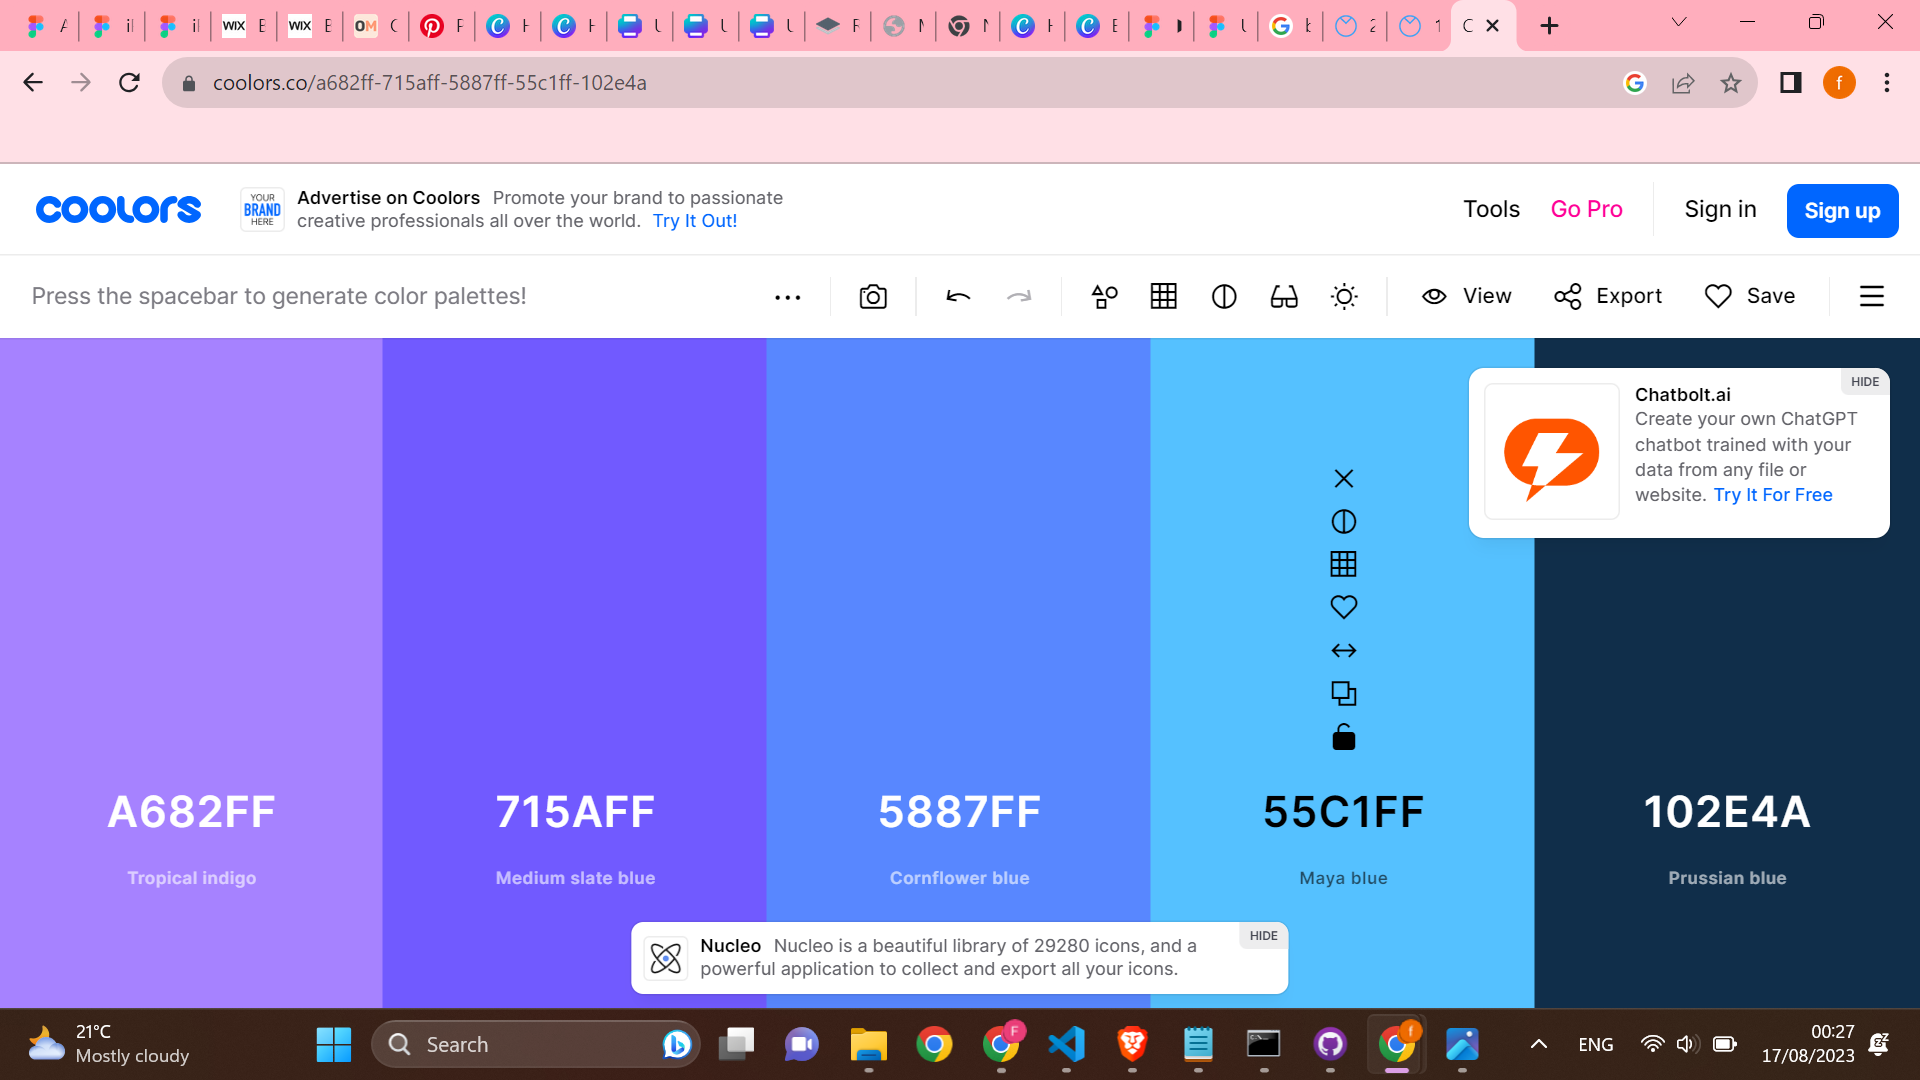 coolors.co/a682ff-715aff-5887ff-55c1ff-102e4a
f
coolors
YOUR
BRAND
HERE
Advertise on Coolors Promote your brand to passionate
creative professionals all over the world. Try It Out!
Tools
Go Pro
Sign in
Sign up
Press the spacebar to generate color palettes!
View
Export
Save
HIDE
Chatbolt.ai
Create your own ChatGPT
chatbot trained with your
data from any file or
website. Try It For Free
A682FF
715AFF
5887FF
55C1FF
102E4A
Tropical indigo
Medium slate blue
Cornflower blue
Maya blue
Prussian blue
HIDE
Nucleo Nucleo is a beautiful library of 29280 icons, and a
powerful application to collect and export all your icons.
21°C
Mostly cloudy
Search
F
f
ENG
00:27
17/08/2023